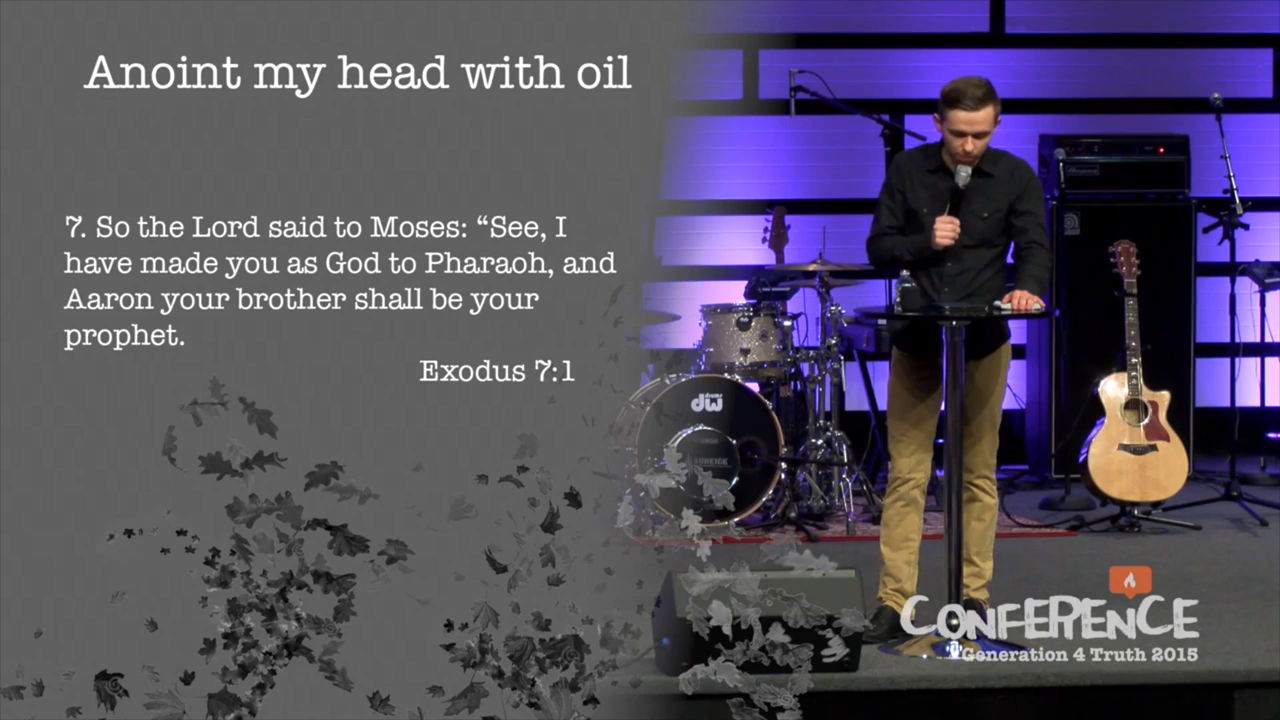 Anoint my head with oil
7. So the Lord said to Moses: “See, I
have made you as God to Pharaoh, and
Aaron your brother shall be your
prophet.
Exodus 7:1
dw
CONFERENCE
Generation 4 Truth 2015